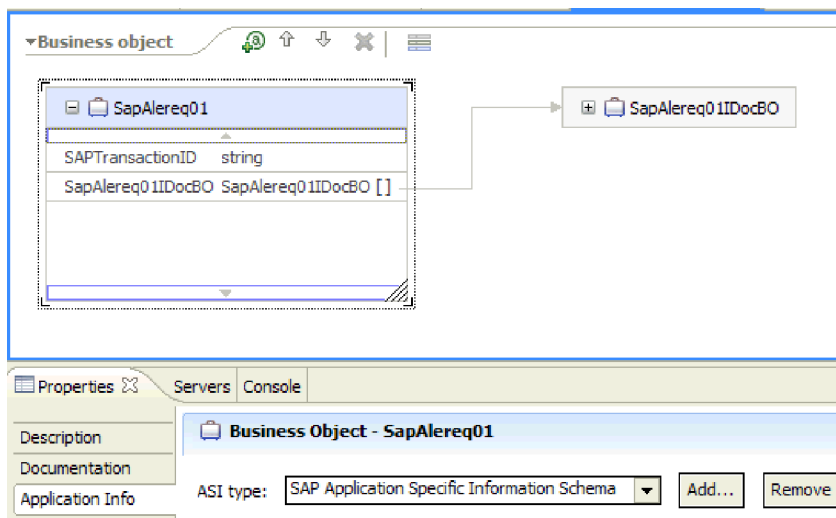 Business object
SapAlereq01
SapAlereq01IDocBO
SAPTransactionID string
SapAlereq01IDocBO SapAlereq01IDocBO []
Properties Servers Console
Description
Documentation
Application Info
Business Object - SapAlereq01
ASI type: SAP Application Specific Information Schema Add... Remove